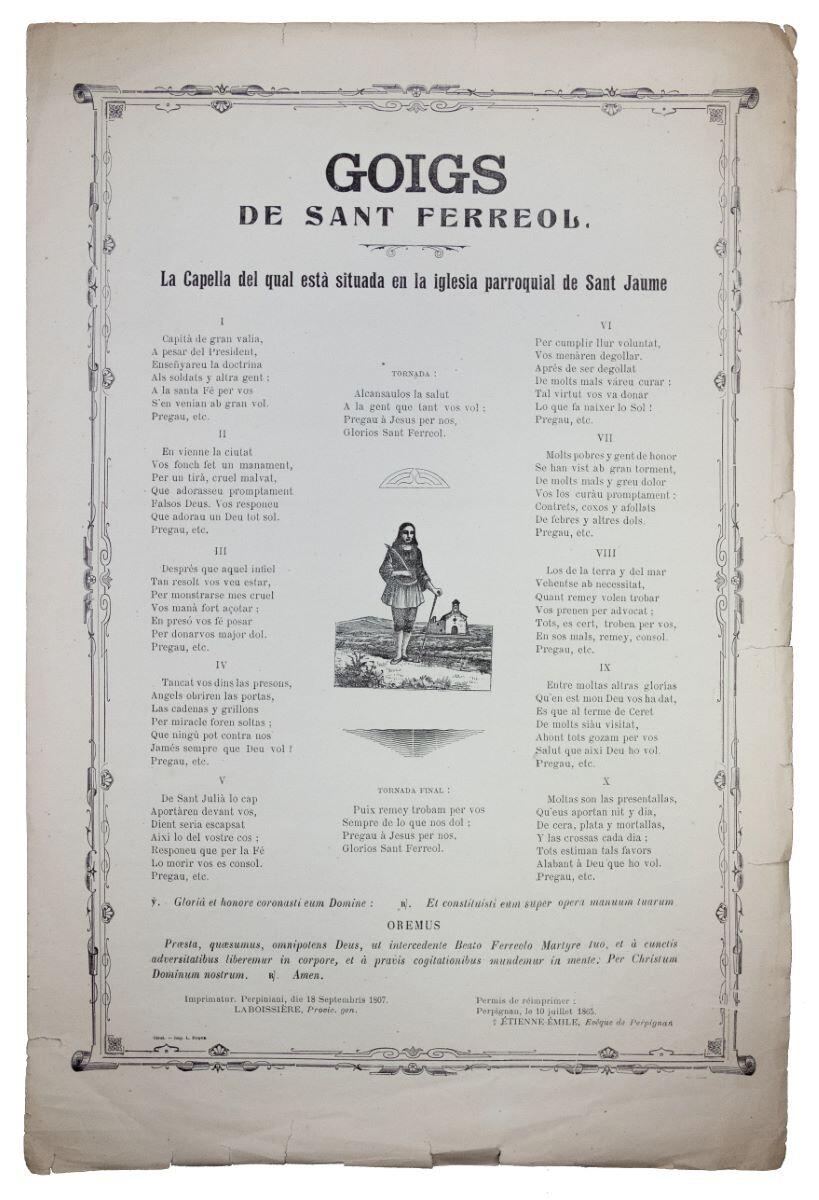 GOIGS
DE SANT FERREOL.
La Capella del qual està situada en la iglesia parroquial de Sant Jaume
I
Capità de gran valia,
A pesar del President,
Enseñyareu la doctrina
Als soldats y altra gent ;
A la santa Fé per vos
S'en venian ab gran vol.
Pregau, etc.
II
En vienne la ciutat
Vos fonch fet un manament,
Per un tirà, cruel malvat,
Que adorasseu promptament
Falsos Deus. Vos responeu
Que adorau un Deu tot sol.
Pregau, etc.
III
Després que aquel infiel
Tan resolt vos veu estar,
Per monstrarse mes cruel
Vos manà fort açotar ;
En presó vos fé posar
Per donarvos major dol.
Pregau, etc.
IV
Tancat vos dins las presons,
Angels obriren las portas,
Las cadenas y grillons
Per miracle foren soltas ;
Que ningù pot contra nos
Jamés sempre que Deu vol !
Pregau, etc.
V
De Sant Julià lo cap
Aportàren devant vos,
Dient seria escapsat
Aixi lo del vostre cos ;
Responeu que per la Fé
Lo morir vos es consol.
Pregau, etc.
TORNADA :
Alcansaulos la salut
A la gent que tant vos vol ;
Pregau à Jesus per nos,
Glorios Sant Ferreol.
TORNADA FINAL :
Puix remey trobam per vos
Sempre de lo que nos dol ;
Pregau à Jesus per nos,
Glorios Sant Ferreol.
VI
Per cumplir llur voluntat,
Vos menàren degollar.
Aprés de ser degollat
De molts mals vàreu curar ;
Tal virtut vos va donar
Lo que fa naixer lo Sol !
Pregau, etc.
VII
Molts pobres y gent de honor
Se han vist ab gran torment,
De molts mals y greu dolor
Vos los curàu promptament ;
Contrets, coxos y afollats
De febres y altres dols.
Pregau, etc.
VIII
Los de la terra y del mar
Vehentse ab necessitat,
Quant remey volen trobar
Vos prenen per advocat ;
Tots, es cert, troben per vos,
En sos mals, remey, consol.
Pregau, etc.
IX
Entre moltas altras glorias
Qu'en est mon Deu vos ha dat,
Es que al terme de Ceret
De molts siàu visitat,
Ahont tots gozam per vos
Salut que aixi Deu ho vol.
Pregau, etc.
X
Moltas son las presentallas,
Qu'eus aportan nit y dia,
De cera, plata y mortallas,
Y las crossas cada dia ;
Tots estiman tals favors
Alabant à Deu que ho vol.
Pregau, etc.
℣. Glorià et honore coronasti eum Domine : ℟. Et constituisti eum super opera manuum tuarum
OREMUS
Præsta, quæsumus, omnipotens Deus, ut intercedente Beato Ferreolo Martyre tuo, et à cunctis
adversitatibus liberemur in corpore, et à pravis cogitationibus mundemur in mente: Per Christum
Dominum nostrum. ℟. Amen.
Imprimatur. Perpiniani, die 18 Septembris 1807.
LABOISSIÈRE, Provic. gen.
Permis de réimprimer :
Perpignan, le 10 juillet 1865.
† ÉTIENNE-ÉMILE, Evêque de Perpignan
Céret. — Imp. L.